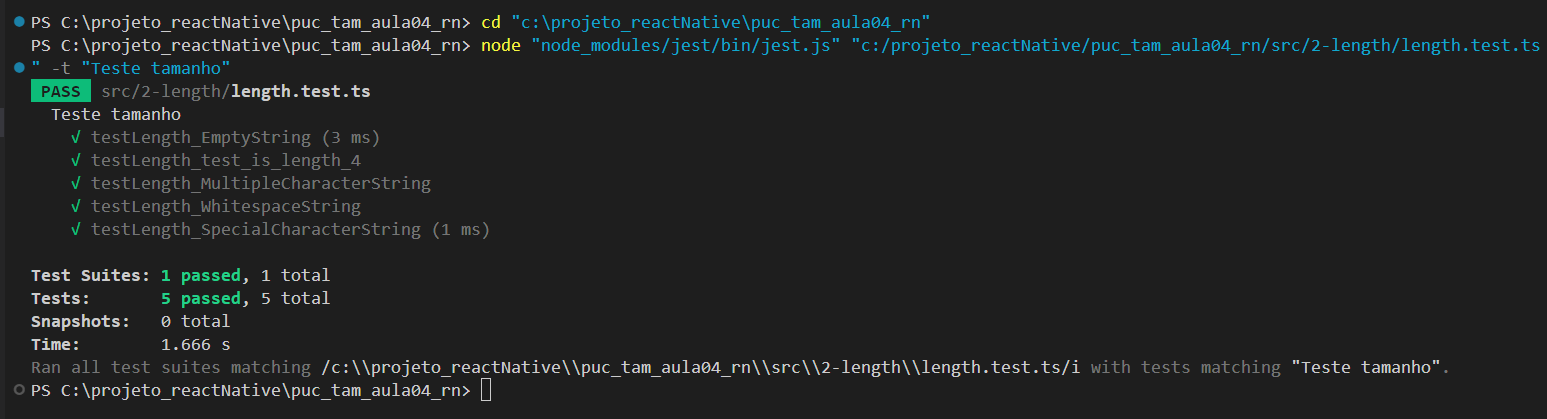 PS C:\projeto_reactNative\puc_tam_aula04_rn> cd "c:\projeto_reactNative\puc_tam_aula04_rn"
PS C:\projeto_reactNative\puc_tam_aula04_rn> node "node_modules/jest/bin/jest.js" "c:/projeto_reactNative/puc_tam_aula04_rn/src/2-length/length.test.ts
" -t "Teste tamanho"
PASS src/2-length/length.test.ts
Teste tamanho
√ testLength_EmptyString (3 ms)
√ testLength_test_is_length_4
√ testLength_MultipleCharacterString
√ testLength_WhitespaceString
√ testLength_SpecialCharacterString (1 ms)
Test Suites: 1 passed, 1 total
Tests: 5 passed, 5 total
Snapshots: 0 total
Time: 1.666 s
Ran all test suites matching /c:\\projeto_reactNative\\puc_tam_aula04_rn\\src\\2-length\\length.test.ts/i with tests matching "Teste tamanho".
PS C:\projeto_reactNative\puc_tam_aula04_rn>